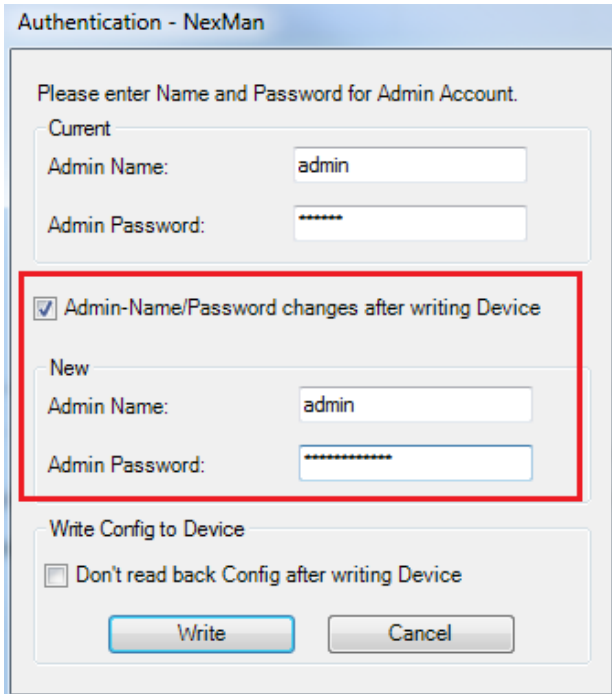 Authentication - NexMan
Please enter Name and Password for Admin Account.
Current
Admin Name: admin
Admin Password: ******
Admin-Name/Password changes after writing Device
New
Admin Name: admin
Admin Password: ************
Write Config to Device
Don't read back Config after writing Device
Write Cancel